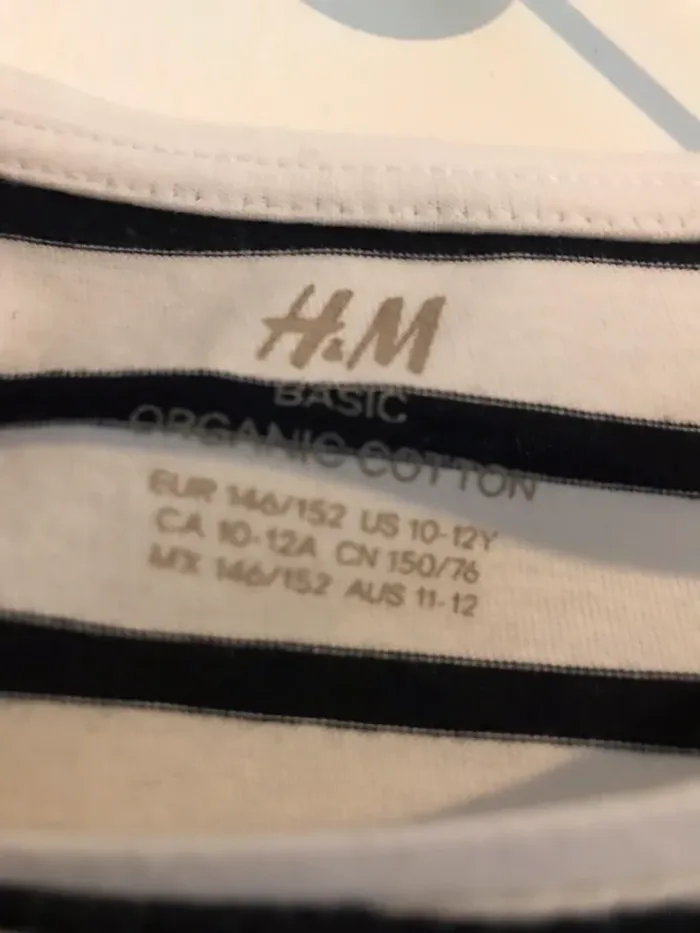 H&M
BASIC
ORGANIC COTTON
EUR 146/152 US 10-12Y
CA 10-12A CN 150/76
MX 146/152 AUS 11-12